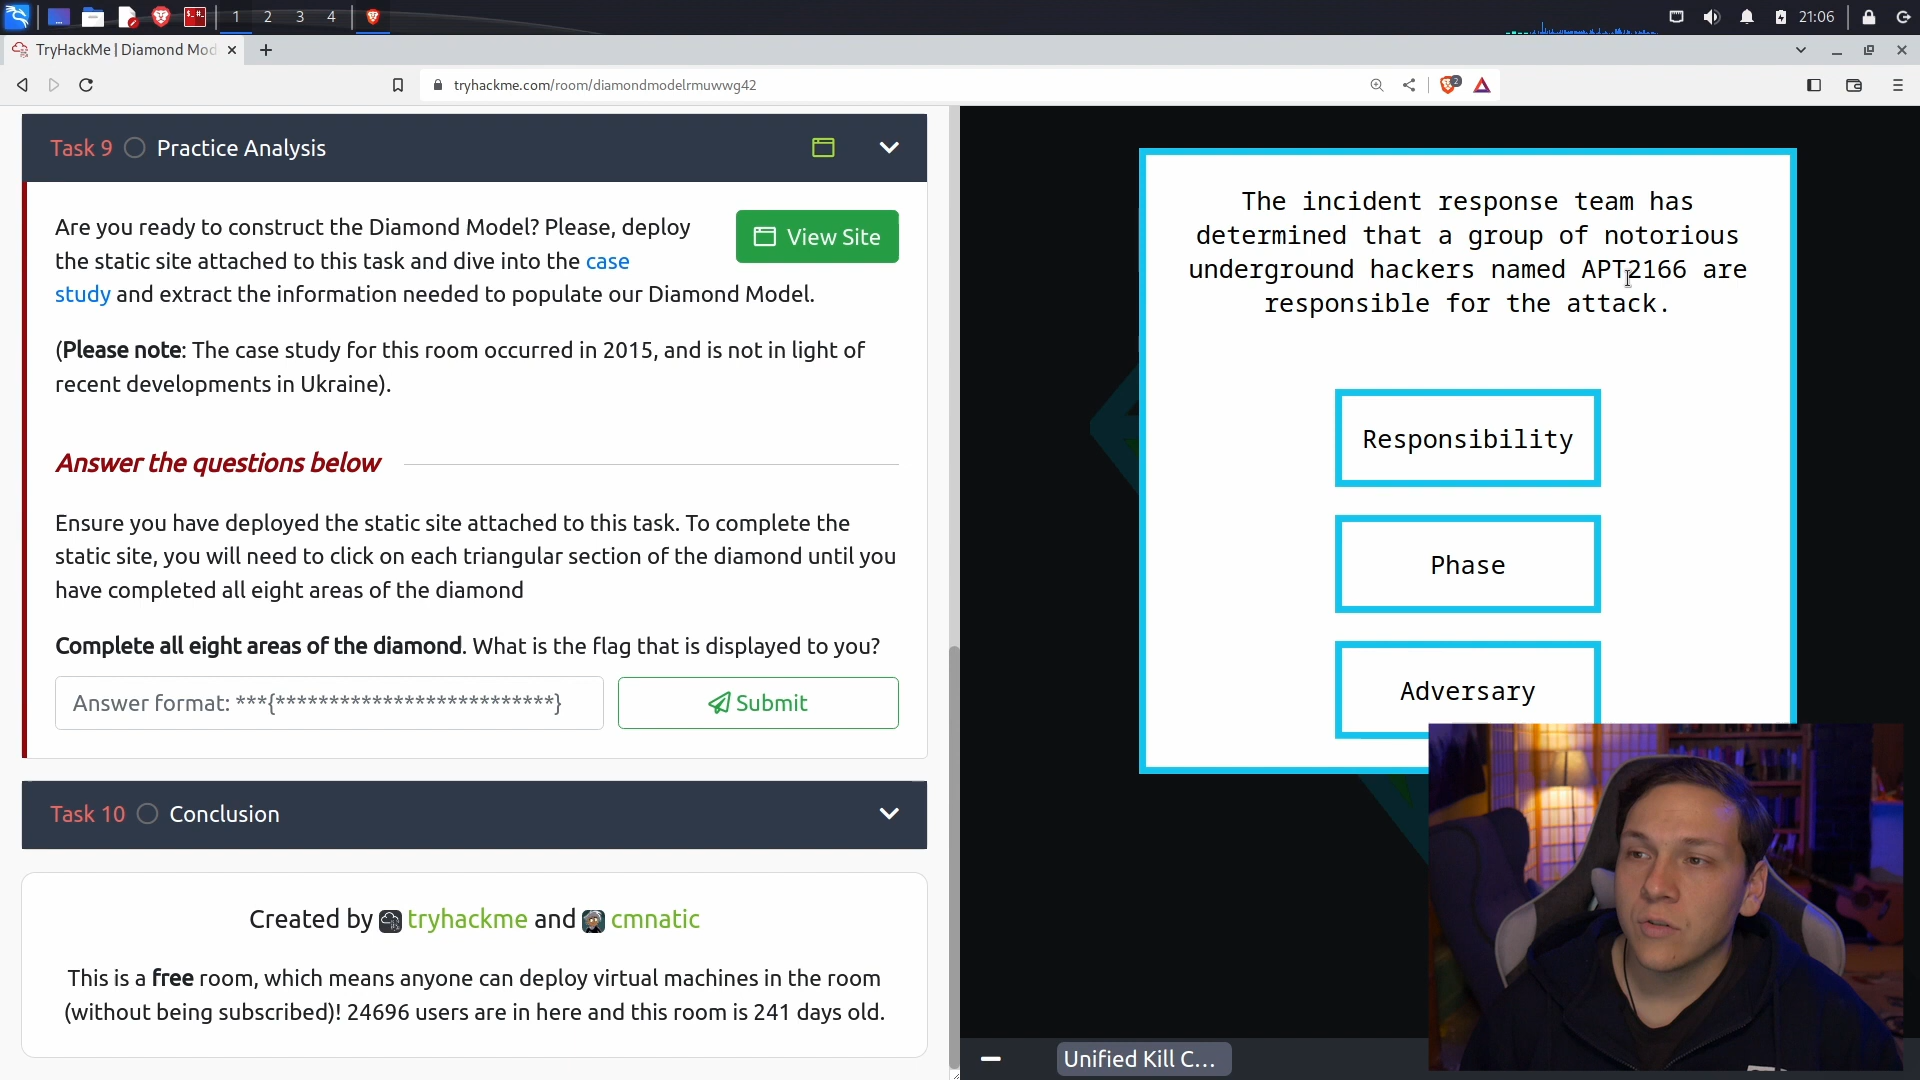 1 2 3 4
21:06
TryHackMe | Diamond Mod
tryhackme.com/room/diamondmodelrmuwwg42
2
Task 9 Practice Analysis
Are you ready to construct the Diamond Model? Please, deploy
the static site attached to this task and dive into the case
study and extract the information needed to populate our Diamond Model.
View Site
(Please note: The case study for this room occurred in 2015, and is not in light of
recent developments in Ukraine).
Answer the questions below
Ensure you have deployed the static site attached to this task. To complete the
static site, you will need to click on each triangular section of the diamond until you
have completed all eight areas of the diamond
Complete all eight areas of the diamond. What is the flag that is displayed to you?
Answer format: ***{**************************}
Submit
Task 10 Conclusion
Created by tryhackme and cmnatic
This is a free room, which means anyone can deploy virtual machines in the room
(without being subscribed)! 24696 users are in here and this room is 241 days old.
The incident response team has
determined that a group of notorious
underground hackers named APT2166 are
responsible for the attack.
Responsibility
Phase
Adversary
Unified Kill C...